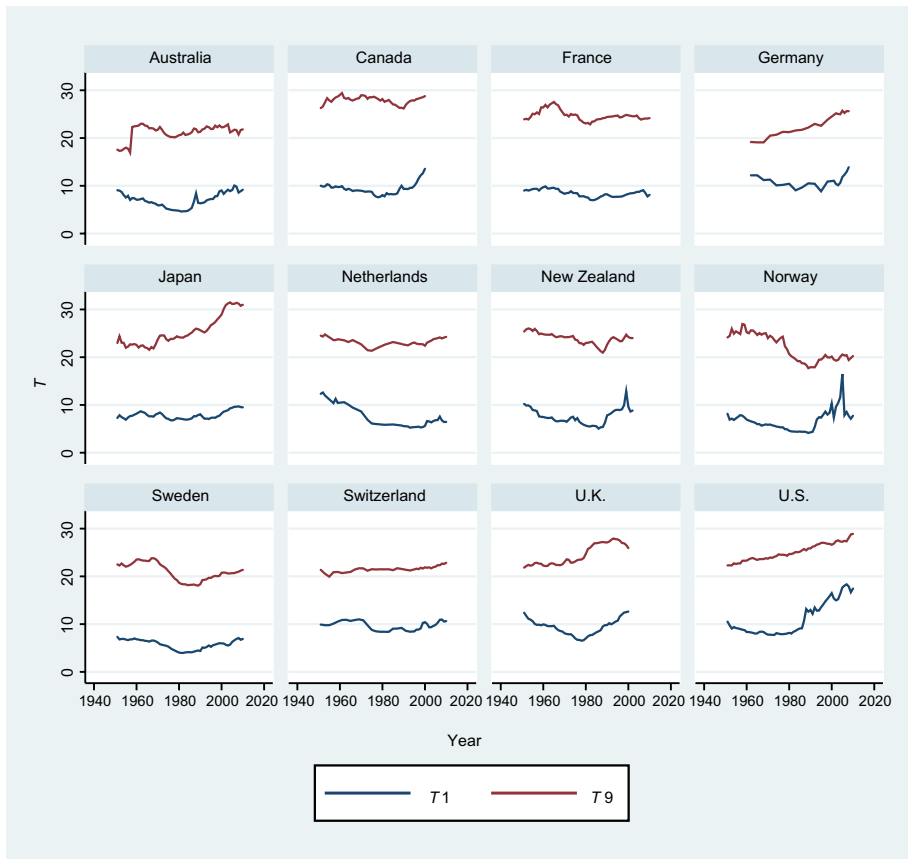 Australia Canada France Germany
30
20
10
0
Japan Netherlands New Zealand Norway
30
20
10
0
T
Sweden Switzerland U.K. U.S.
30
20
10
0
1940 1960 1980 2000 2020 1940 1960 1980 2000 2020 1940 1960 1980 2000 2020 1940 1960 1980 2000 2020
Year
T1 T9